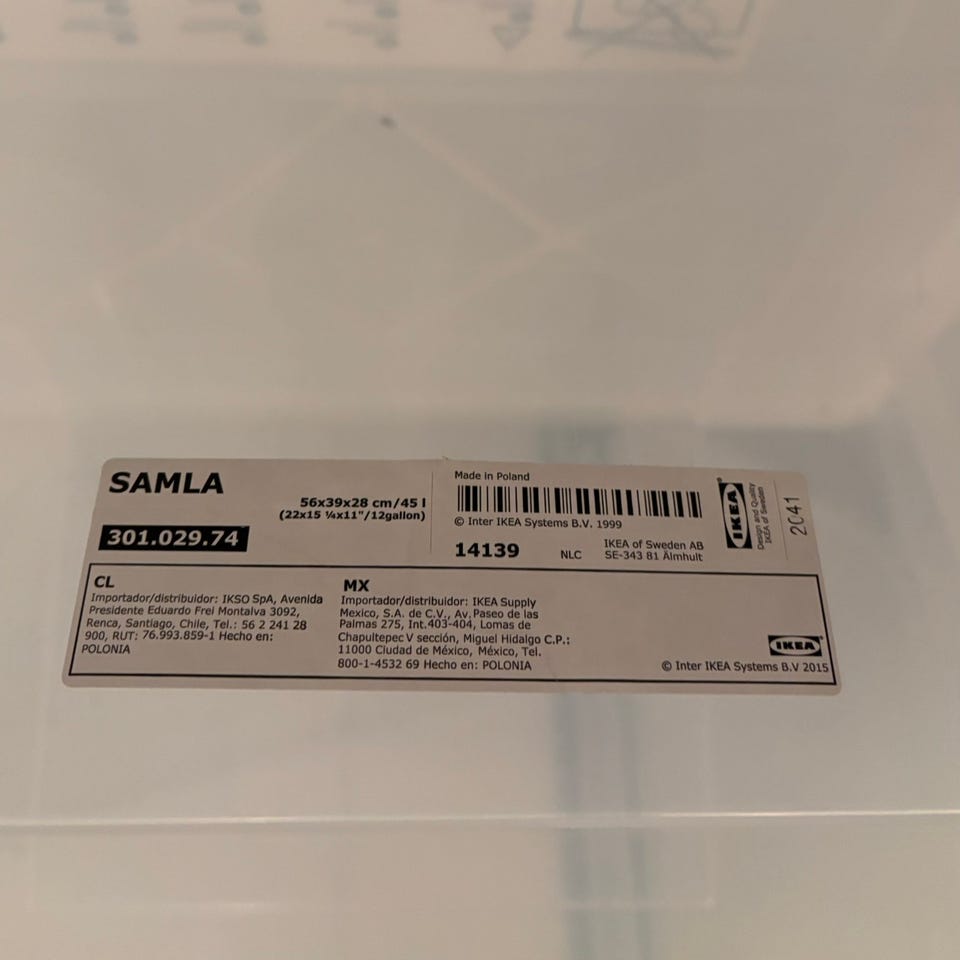 SAMLA
56x39x28 cm/45 l
(22x15 ¼x11"/12gallon)
301.029.74
Made in Poland
© Inter IKEA Systems B.V. 1999
14139
NLC
IKEA of Sweden AB
SE-343 81 Älmhult
IKEA
Design and Quality
IKEA of Sweden
2041
CL
Importador/distribuidor: IKSO SpA, Avenida
Presidente Eduardo Frei Montalva 3092,
Renca, Santiago, Chile, Tel.: 56 2 241 28
900, RUT: 76.993.859-1 Hecho en:
POLONIA
MX
Importador/distribuidor: IKEA Supply
Mexico, S.A. de C.V., Av. Paseo de las
Palmas 275, Int.403-404, Lomas de
Chapultepec V sección, Miguel Hidalgo C.P.:
11000 Ciudad de México, México, Tel.
800-1-4532 69 Hecho en: POLONIA
IKEA
© Inter IKEA Systems B.V 2015